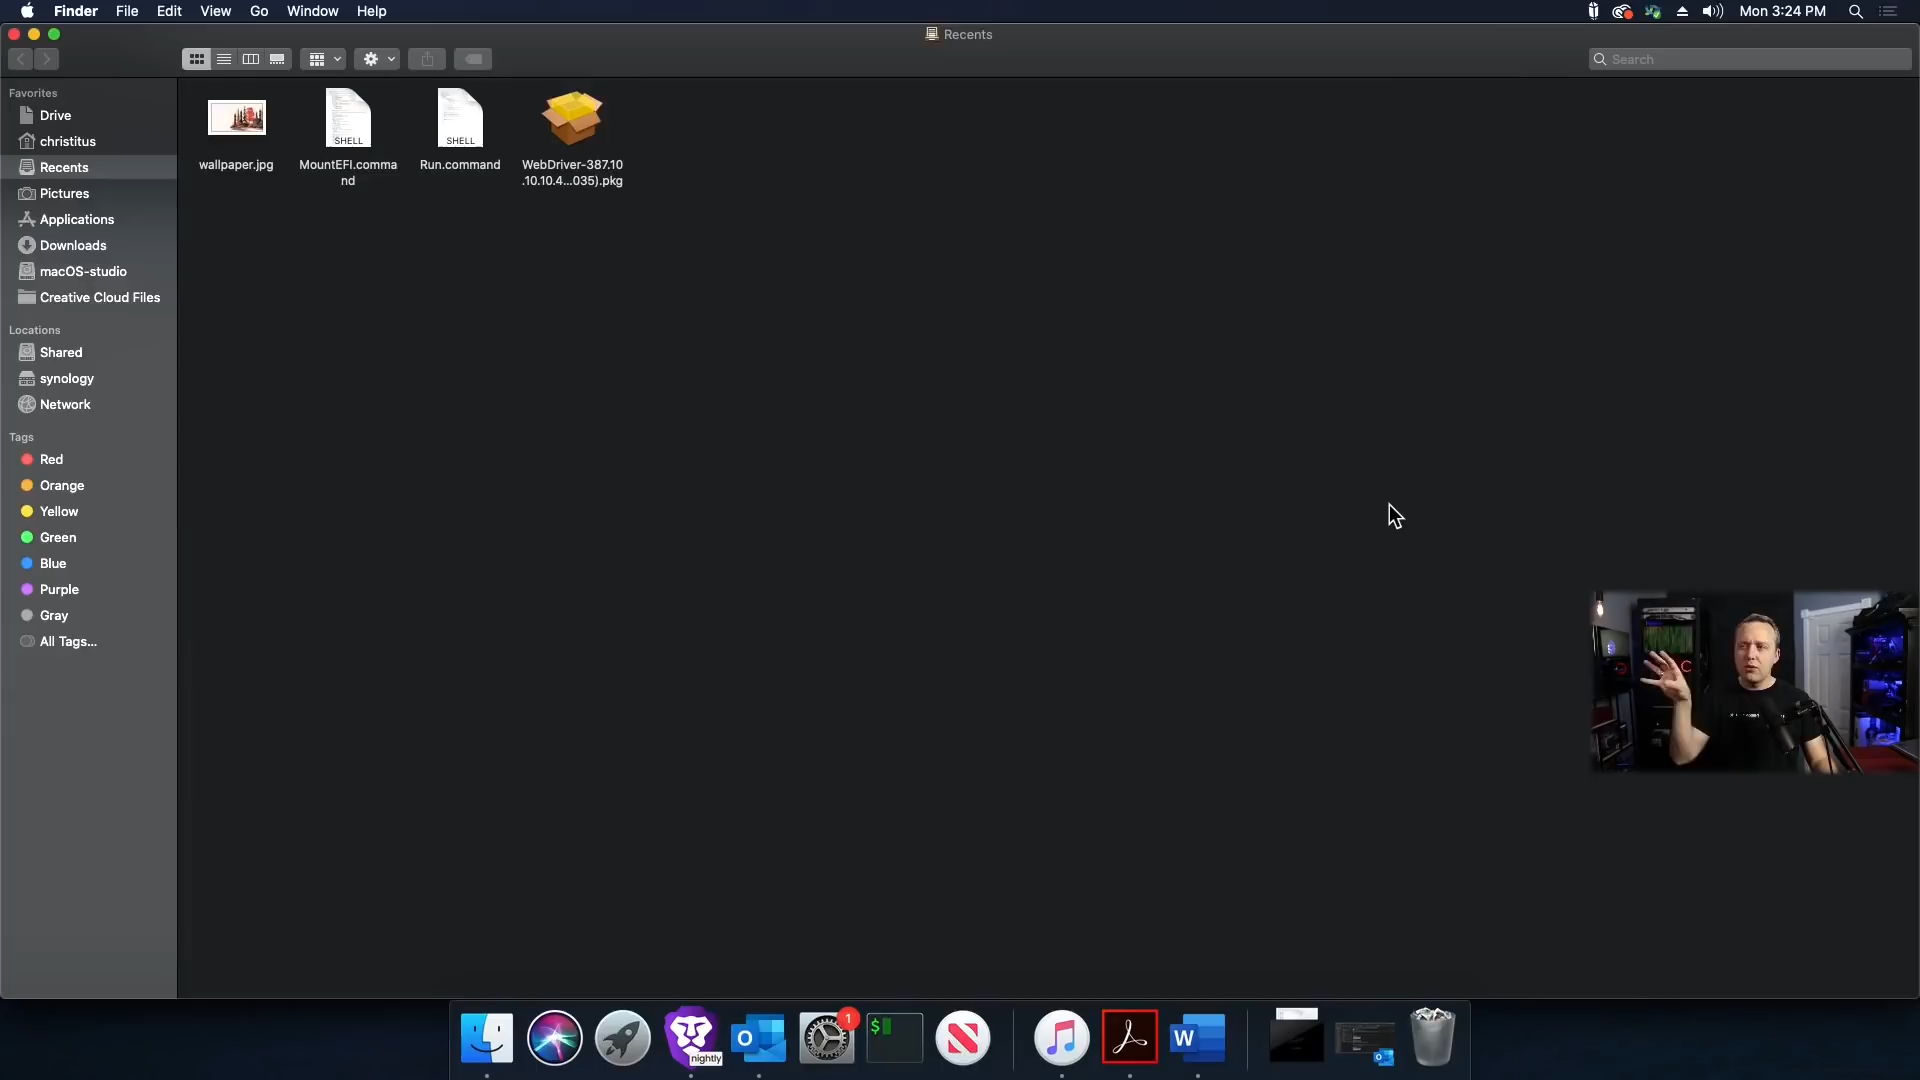 Finder File Edit View Go Window Help
Mon 3:24 PM
Recents
Search
Favorites
Drive
christitus
Recents
Pictures
Applications
Downloads
macOS-studio
Creative Cloud Files
Locations
Shared
synology
Network
Tags
Red
Orange
Yellow
Green
Blue
Purple
Gray
All Tags...
SHELL
SHELL
wallpaper.jpg
MountEFI.comma
nd
Run.command
WebDriver-387.10
.10.10.4...035).pkg
nightly
O
1
$
W